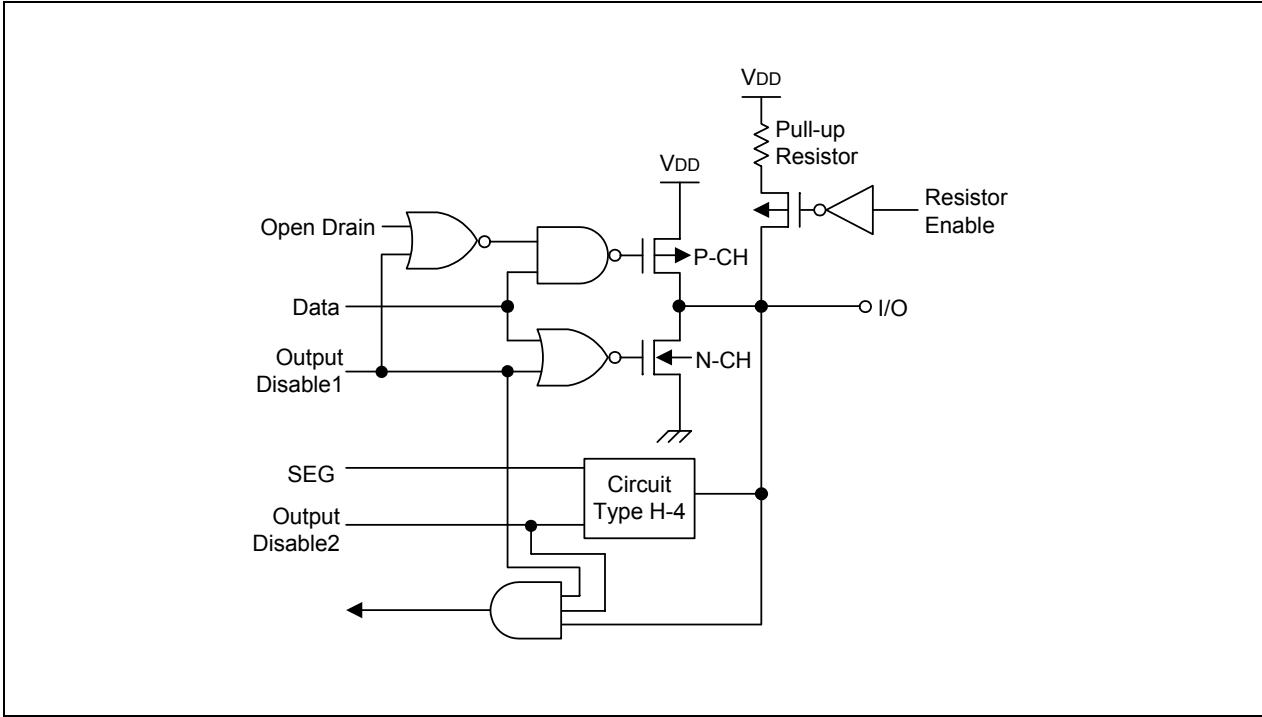 VDD
Pull-up
Resistor
VDD
Resistor
Enable
Open Drain
P-CH
Data
I/O
Output
Disable1
N-CH
SEG
Circuit
Type H-4
Output
Disable2